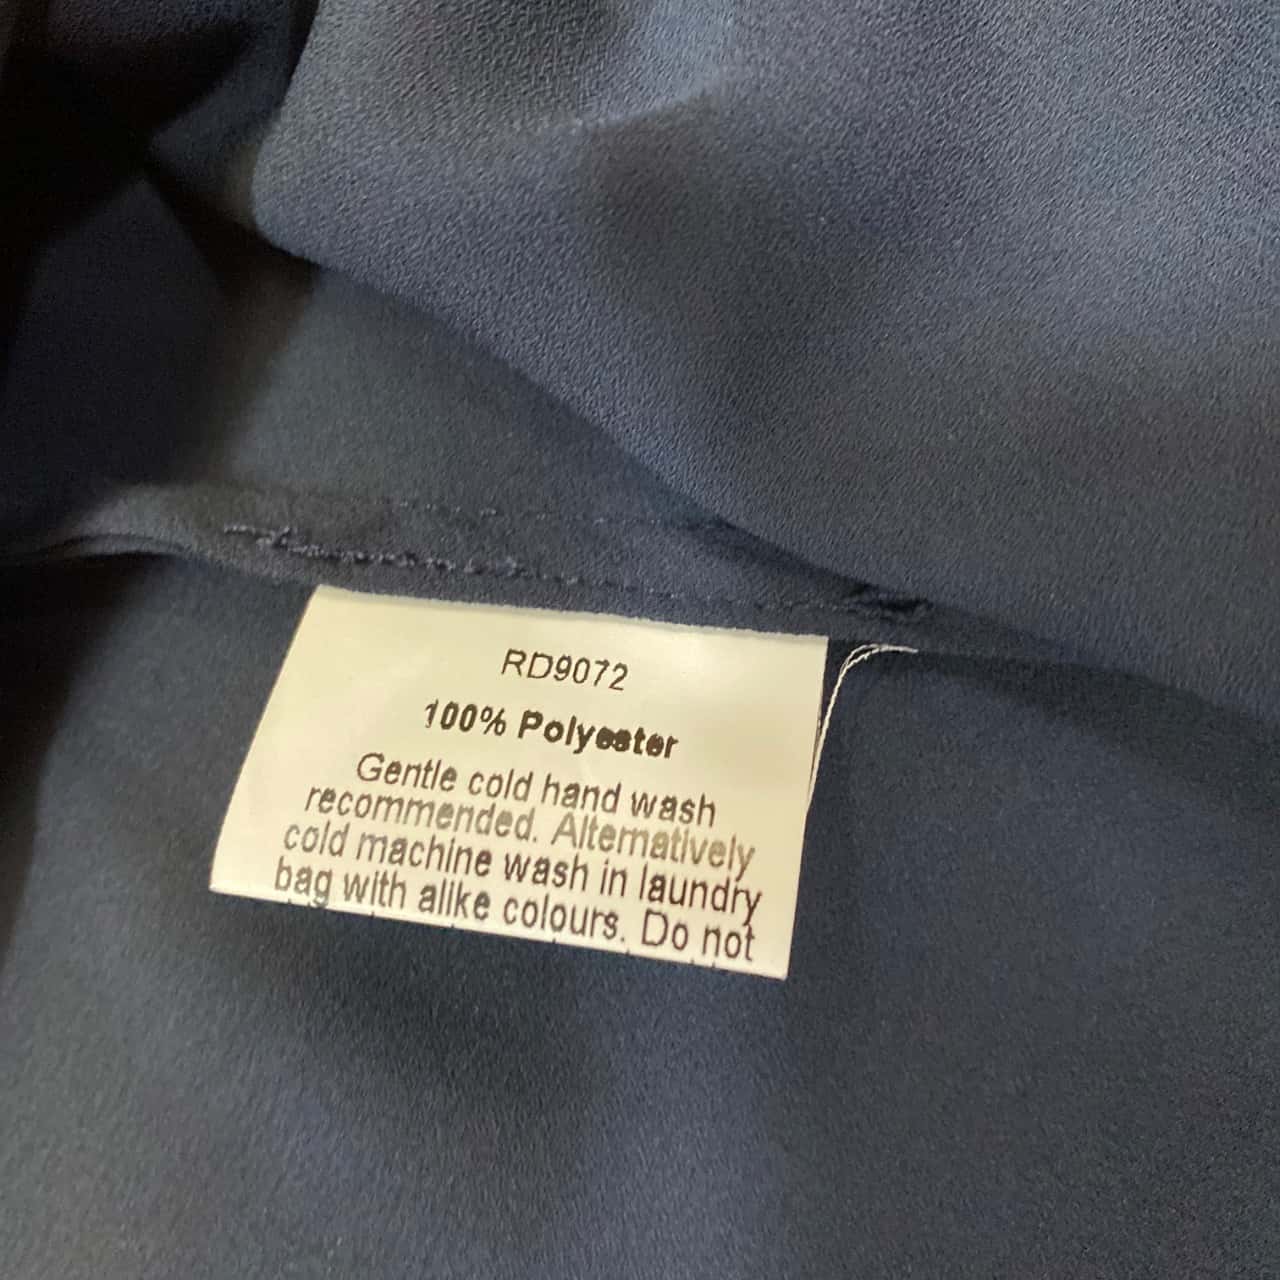 RD9072
100% Polyester
Gentle cold hand wash
recommended. Alternatively
cold machine wash in laundry
bag with alike colours. Do not